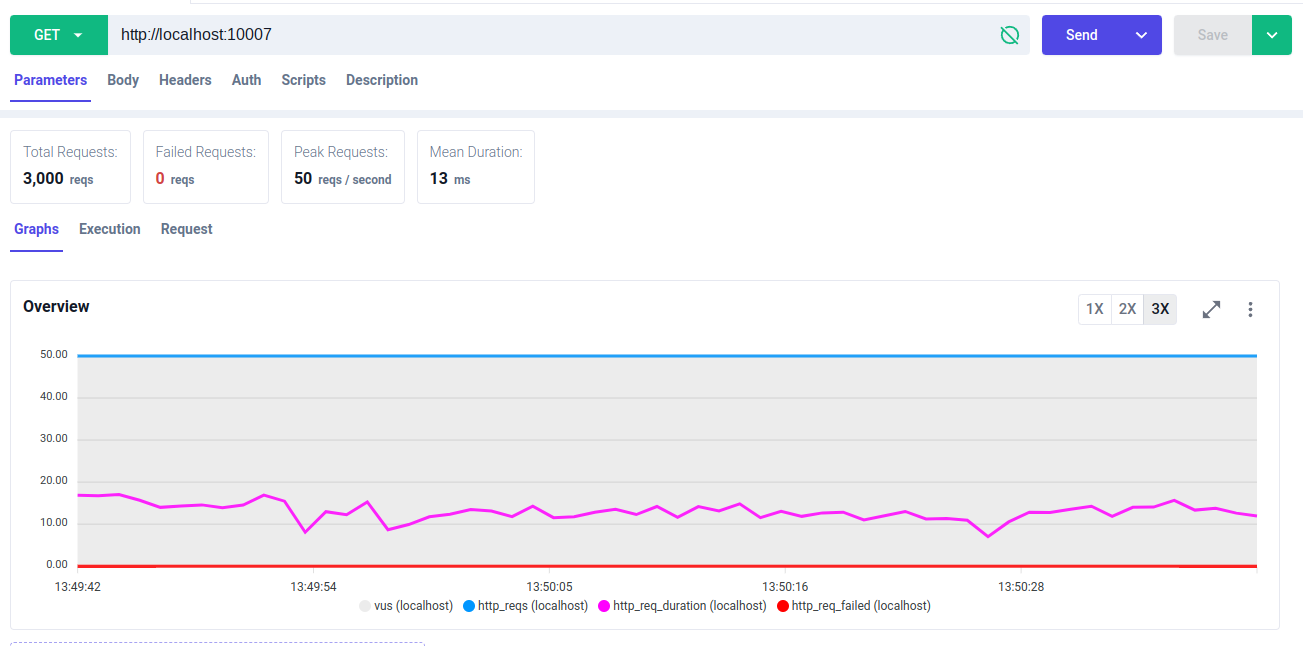 GET http://localhost:10007 Send Save
Parameters Body Headers Auth Scripts Description
Total Requests: Failed Requests: Peak Requests: Mean Duration:
3,000 reqs 0 reqs 50 reqs / second 13 ms
Graphs Execution Request
Overview 1X 2X 3X
50.00
40.00
30.00
20.00
10.00
0.00
13:49:42 13:49:54 13:50:05 13:50:16 13:50:28
vus (localhost) http_reqs (localhost) http_req_duration (localhost) http_req_failed (localhost)